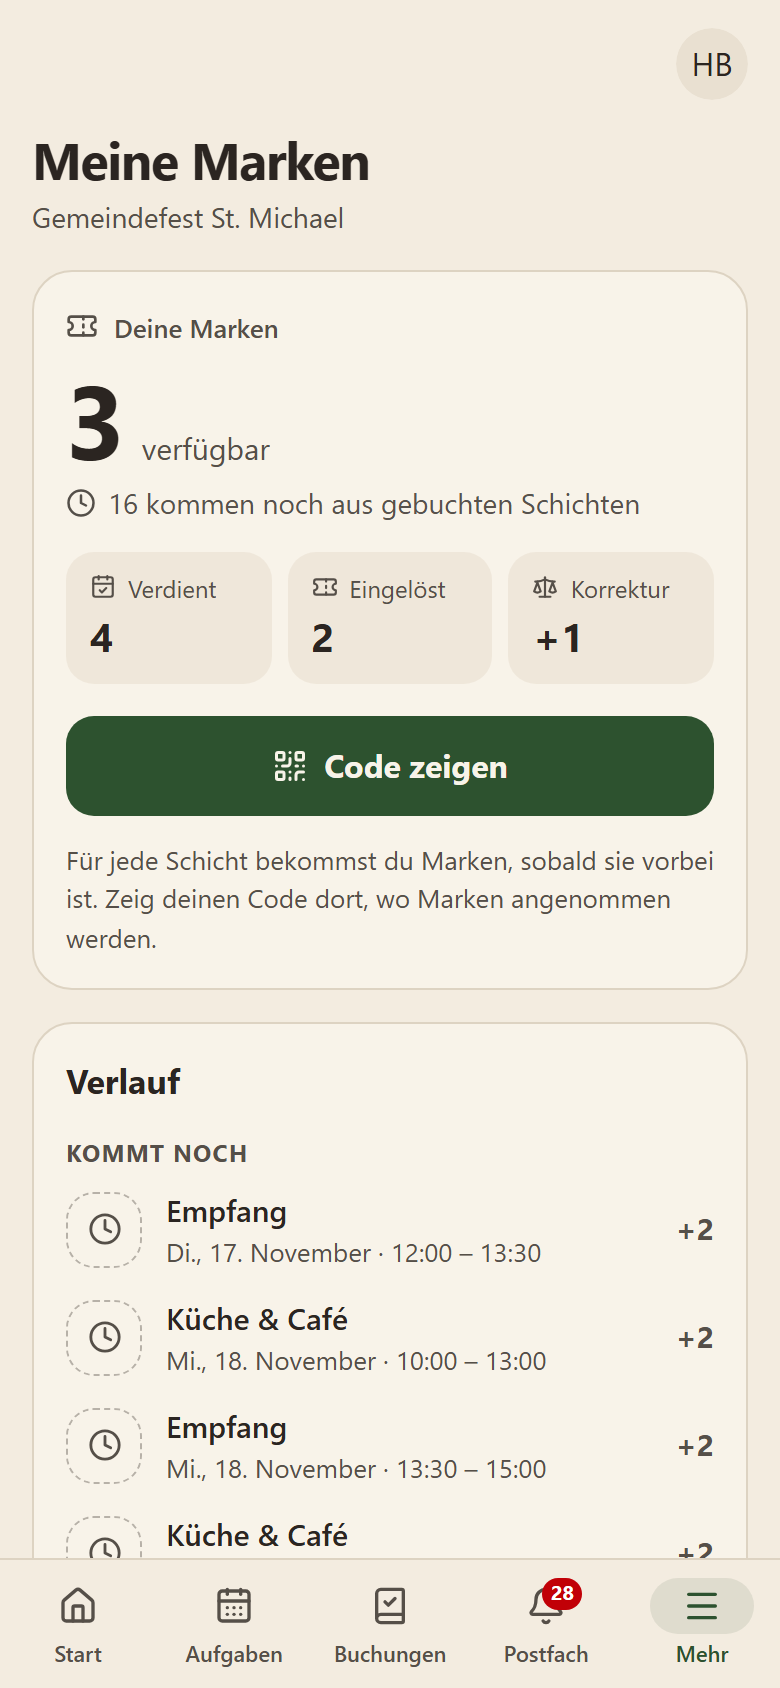 HB
Meine Marken
Gemeindefest St. Michael
Deine Marken
3 verfügbar
16 kommen noch aus gebuchten Schichten
Verdient
4
Eingelöst
2
Korrektur
+1
Code zeigen
Für jede Schicht bekommst du Marken, sobald sie vorbei
ist. Zeig deinen Code dort, wo Marken angenommen
werden.
Verlauf
KOMMT NOCH
Empfang
Di., 17. November · 12:00 – 13:30
+2
Küche & Café
Mi., 18. November · 10:00 – 13:00
+2
Empfang
Mi., 18. November · 13:30 – 15:00
+2
Küche & Café
+2
Start
Aufgaben
Buchungen
28
Postfach
Mehr